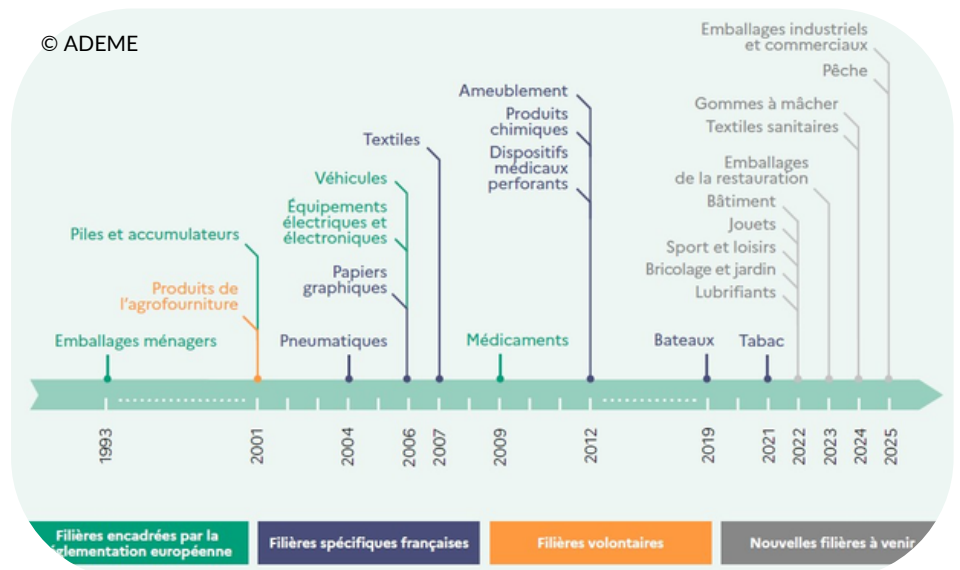 © ADEME
Emballages industriels
et commerciaux
Pêche
Ameublement
Gommes à mâcher
Produits
chimiques
Textiles sanitaires
Textiles
Dispositifs
médicaux
perforants
Emballages
de la restauration
Véhicules
Bâtiment
Équipements
électriques et
électroniques
Jouets
Piles et accumulateurs
Sport et loisirs
Papiers
graphiques
Bricolage et jardin
Produits de
l'agrofourniture
Lubrifiants
Emballages ménagers
Pneumatiques
Médicaments
Bateaux
Tabac
1993
2001
2004
2006
2007
2009
2012
2019
2021
2022
2023
2024
2025
Filières encadrées par la
églementation européenne
Filières spécifiques françaises
Filières volontaires
Nouvelles filières à venir